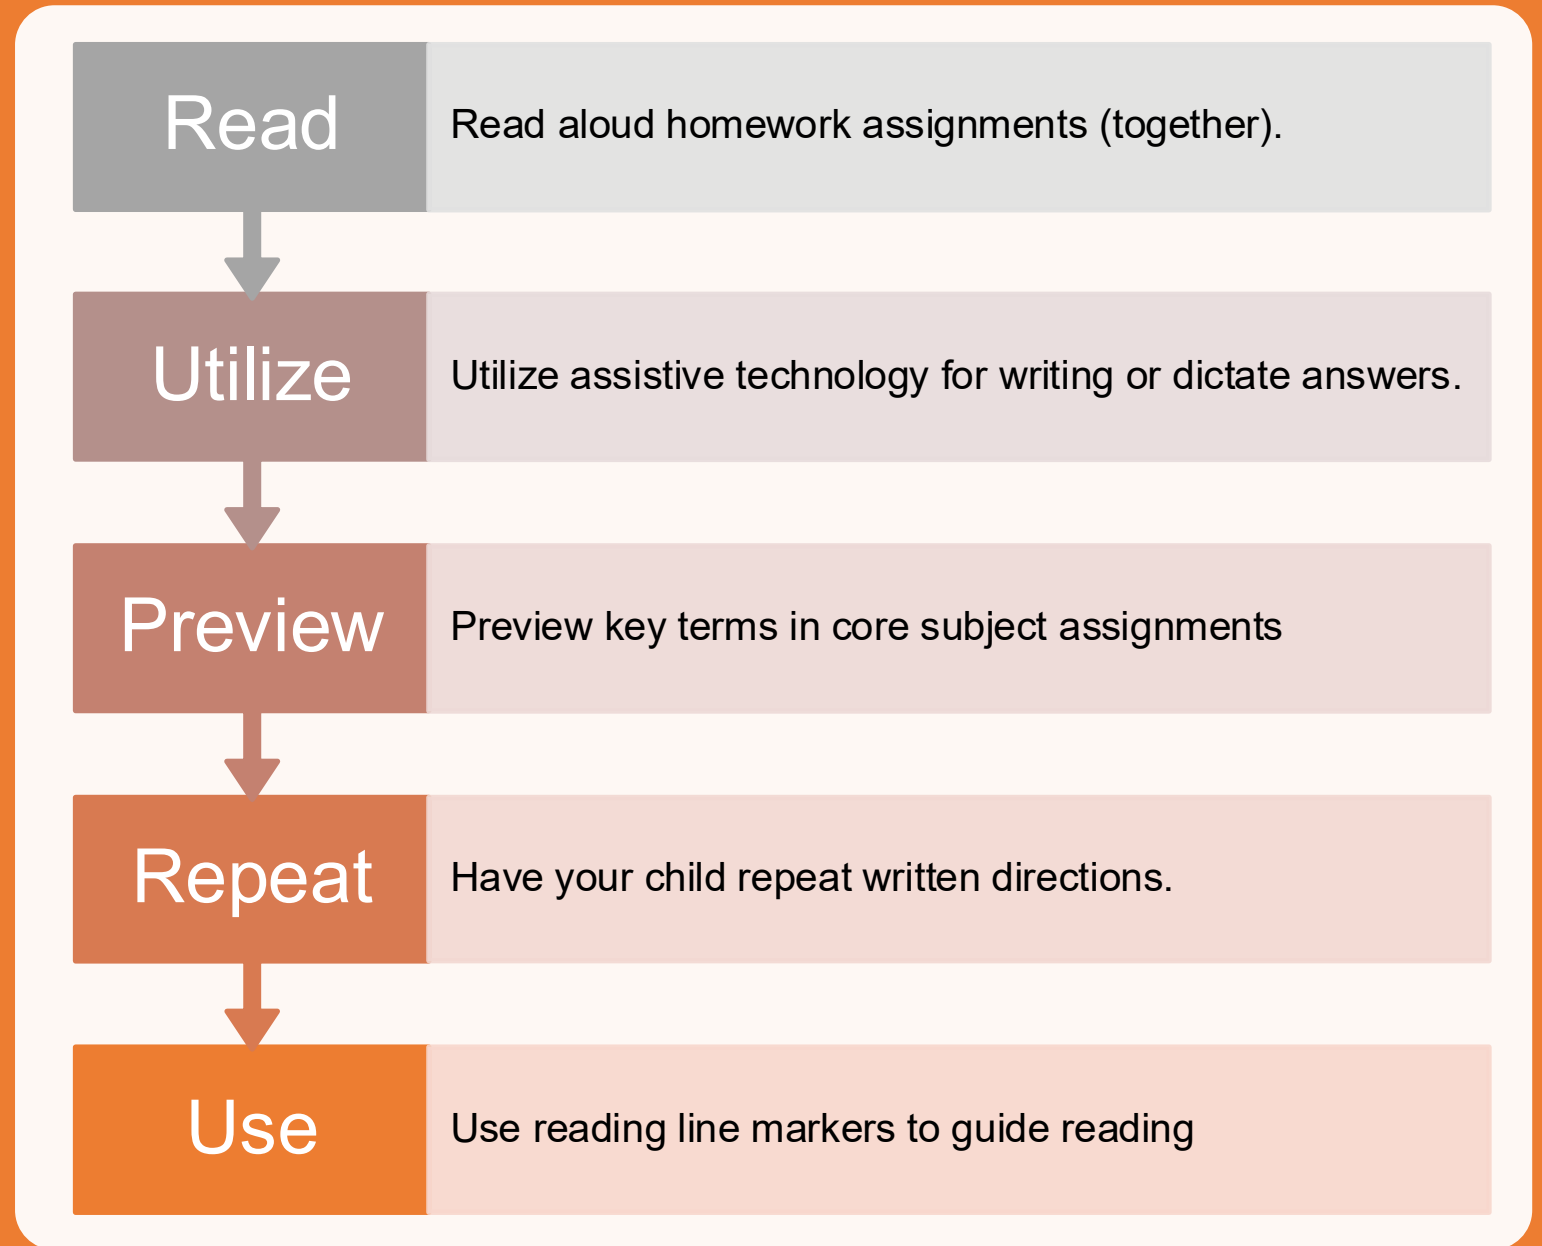 Read
Read aloud homework assignments (together).
Utilize
Utilize assistive technology for writing or dictate answers.
Preview
Preview key terms in core subject assignments
Repeat
Have your child repeat written directions.
Use
Use reading line markers to guide reading